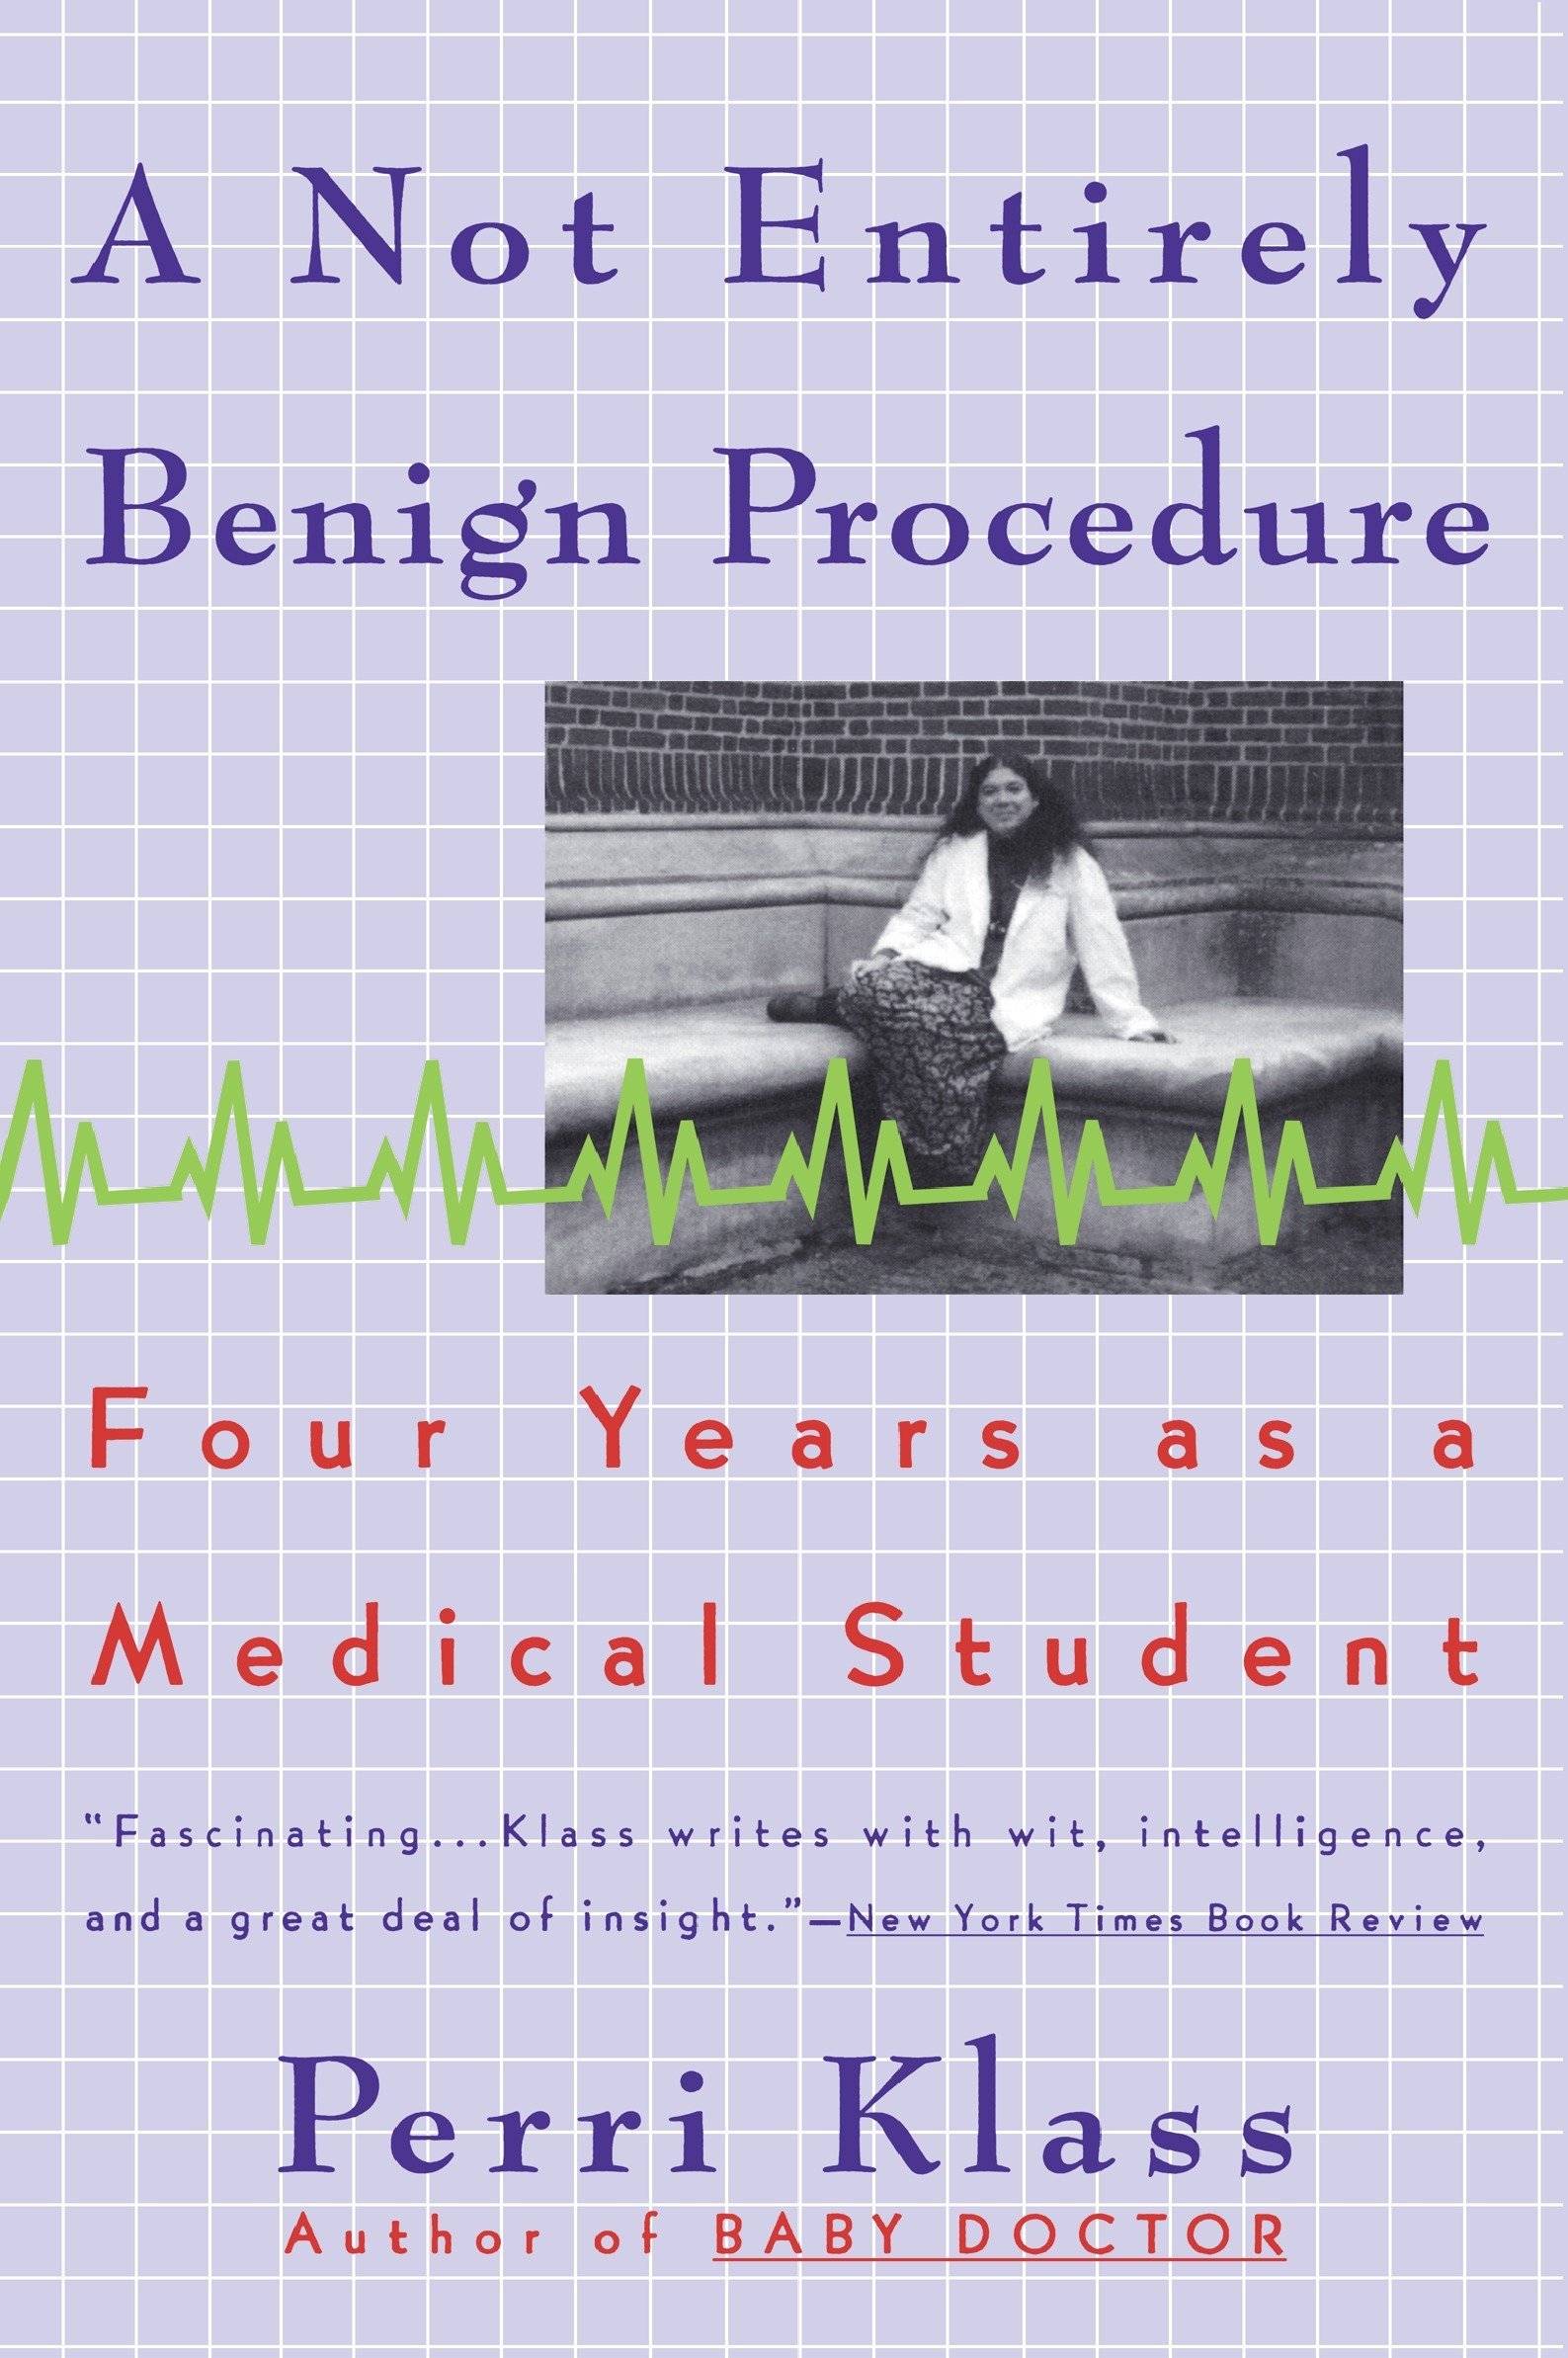 A Not Entirely
Benign Procedure
Four Years as a
Medical Student
“Fascinating...Klass writes with wit, intelligence,
and a great deal of insight.”—New York Times Book Review
Perri Klass
Author of BABY DOCTOR